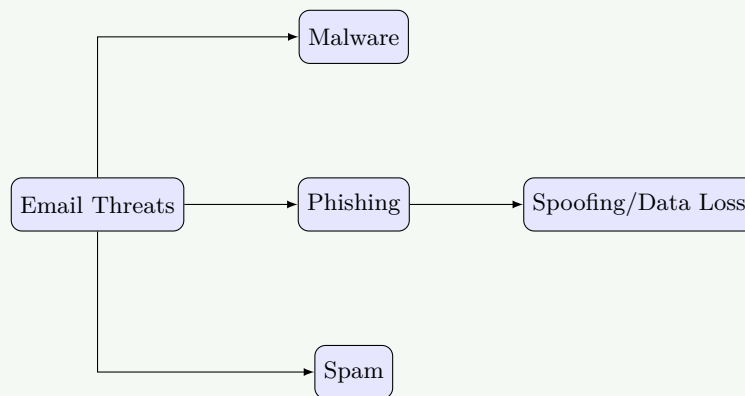 Malware
Email Threats
Phishing
Spoofing/Data Loss
Spam